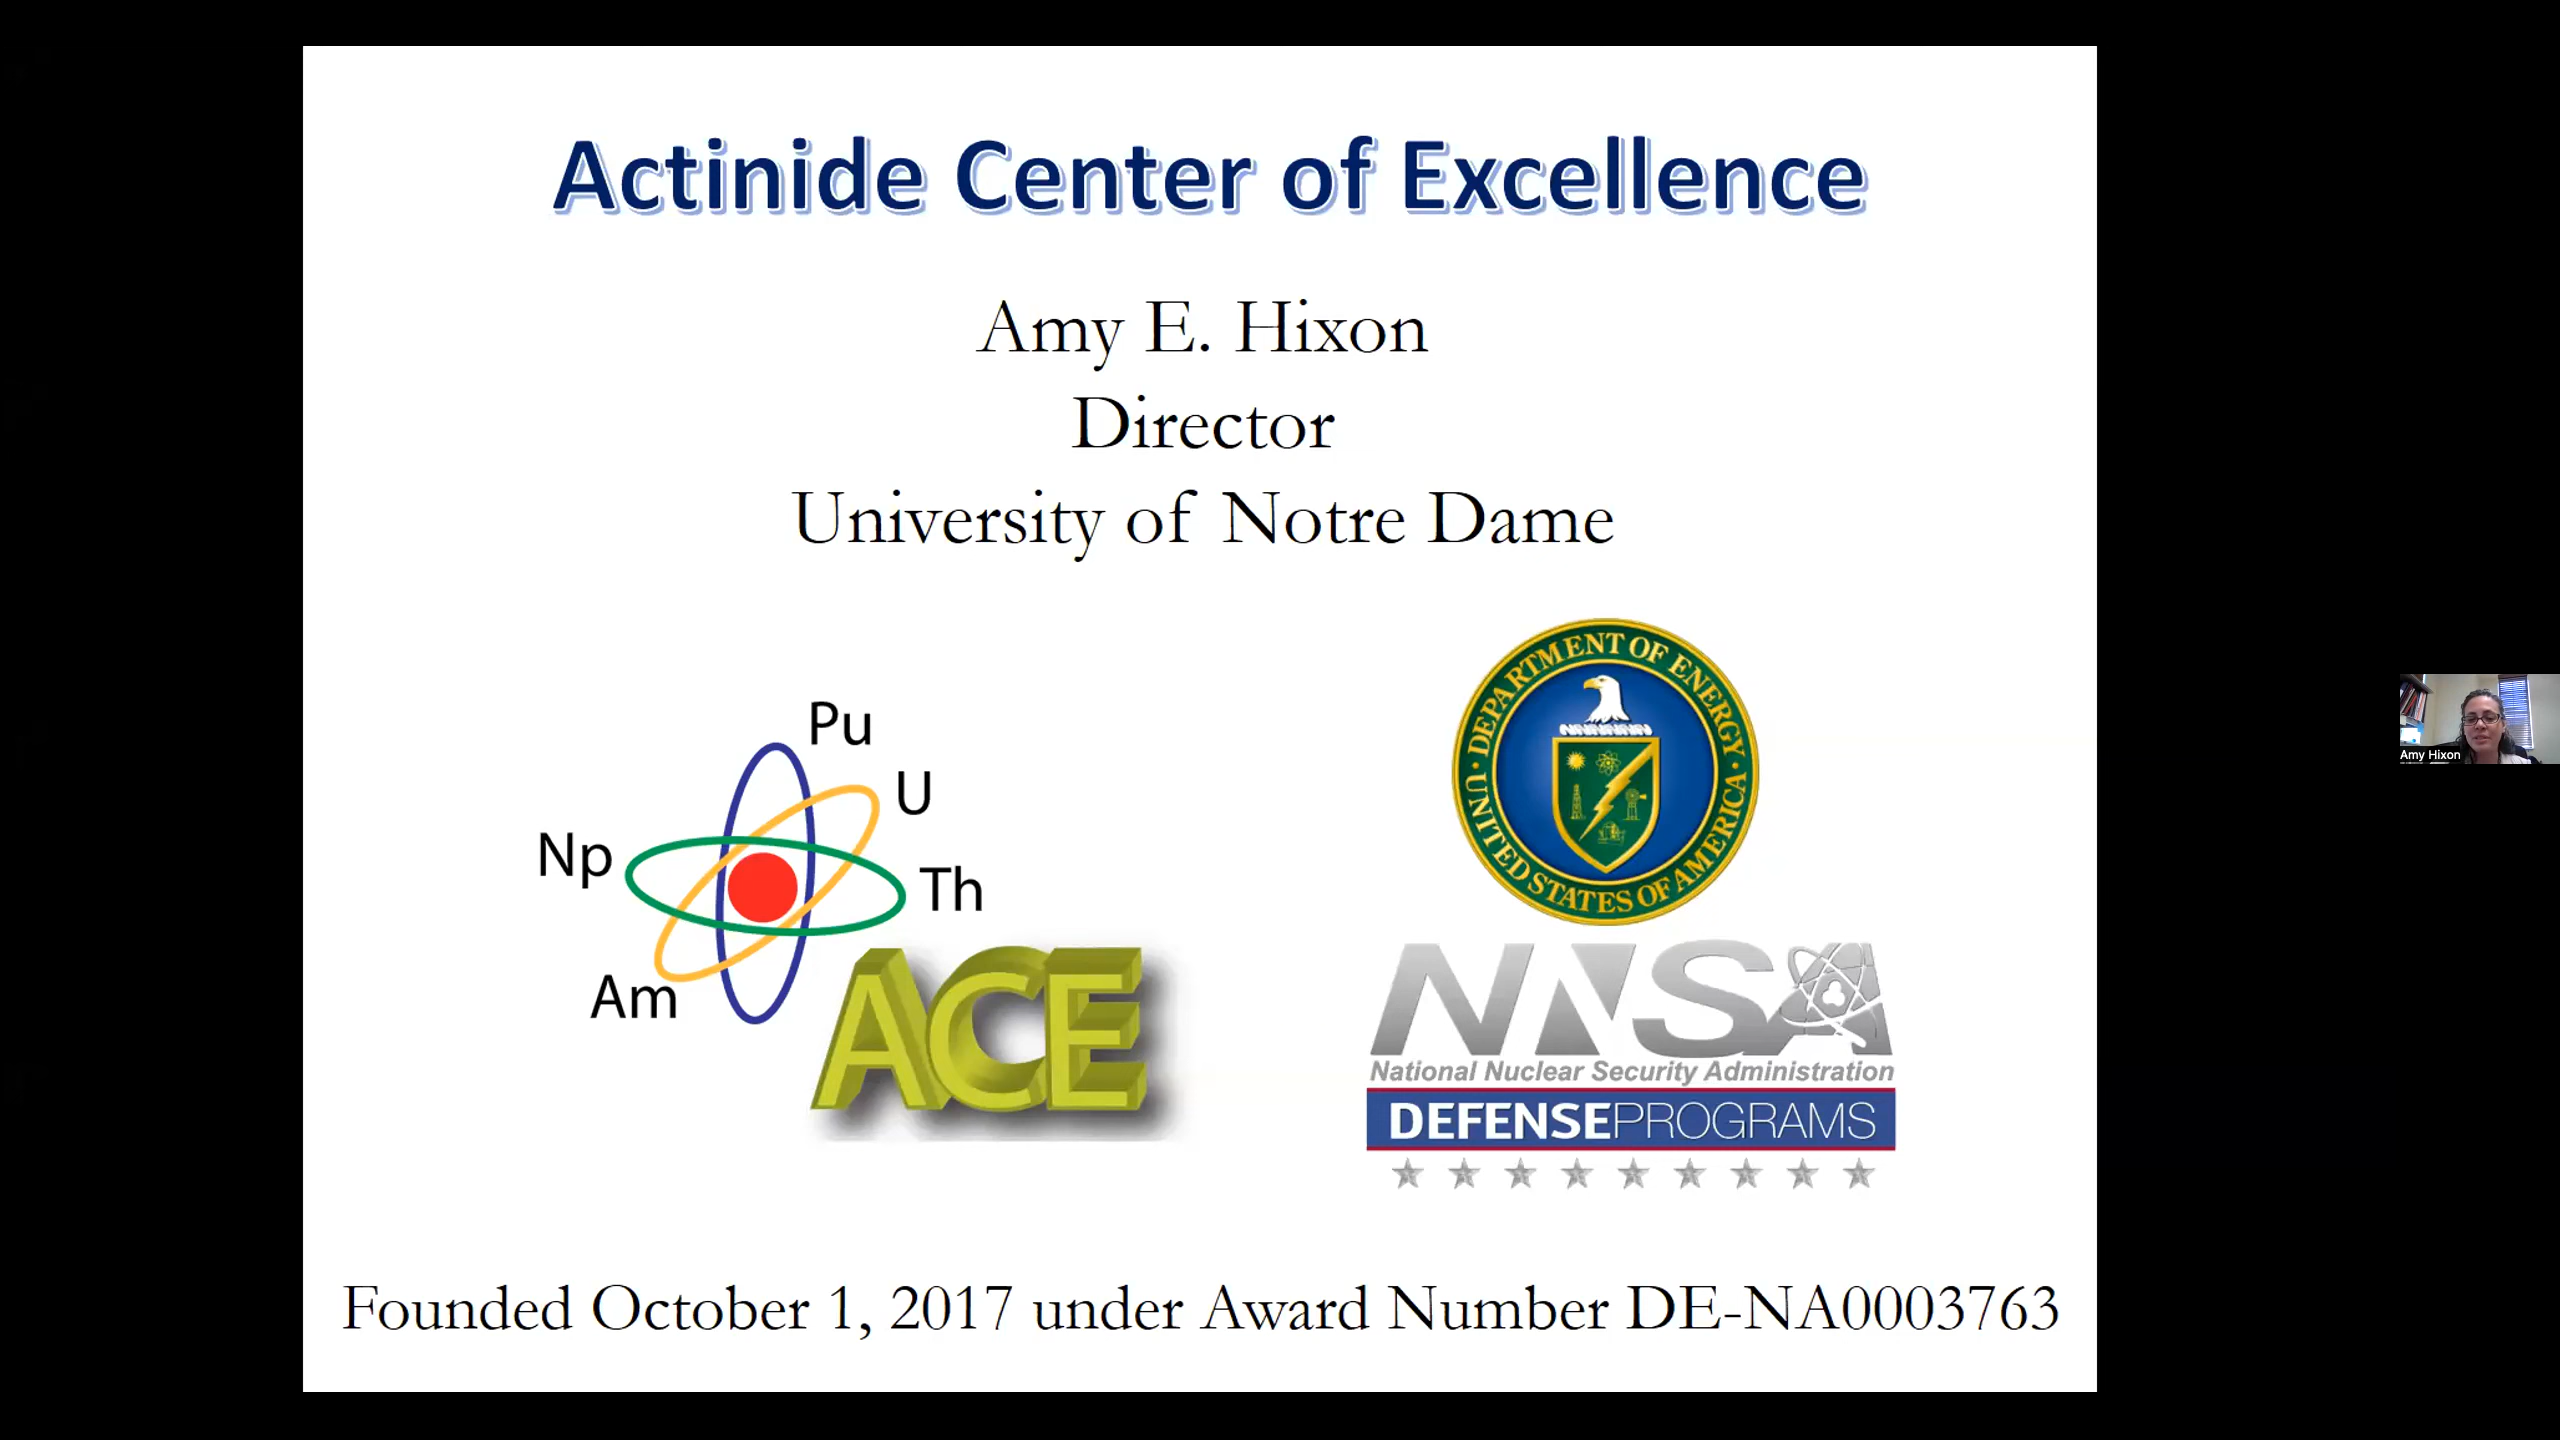 Actinide Center of Excellence
Amy E. Hixon
Director
University of Notre Dame
Pu
U
Np
Th
Am
ACE
DEPARTMENT OF ENERGY
UNITED STATES OF AMERICA
NNSA
National Nuclear Security Administration
DEFENSEPROGRAMS
Amy Hixon
Founded October 1, 2017 under Award Number DE-NA0003763